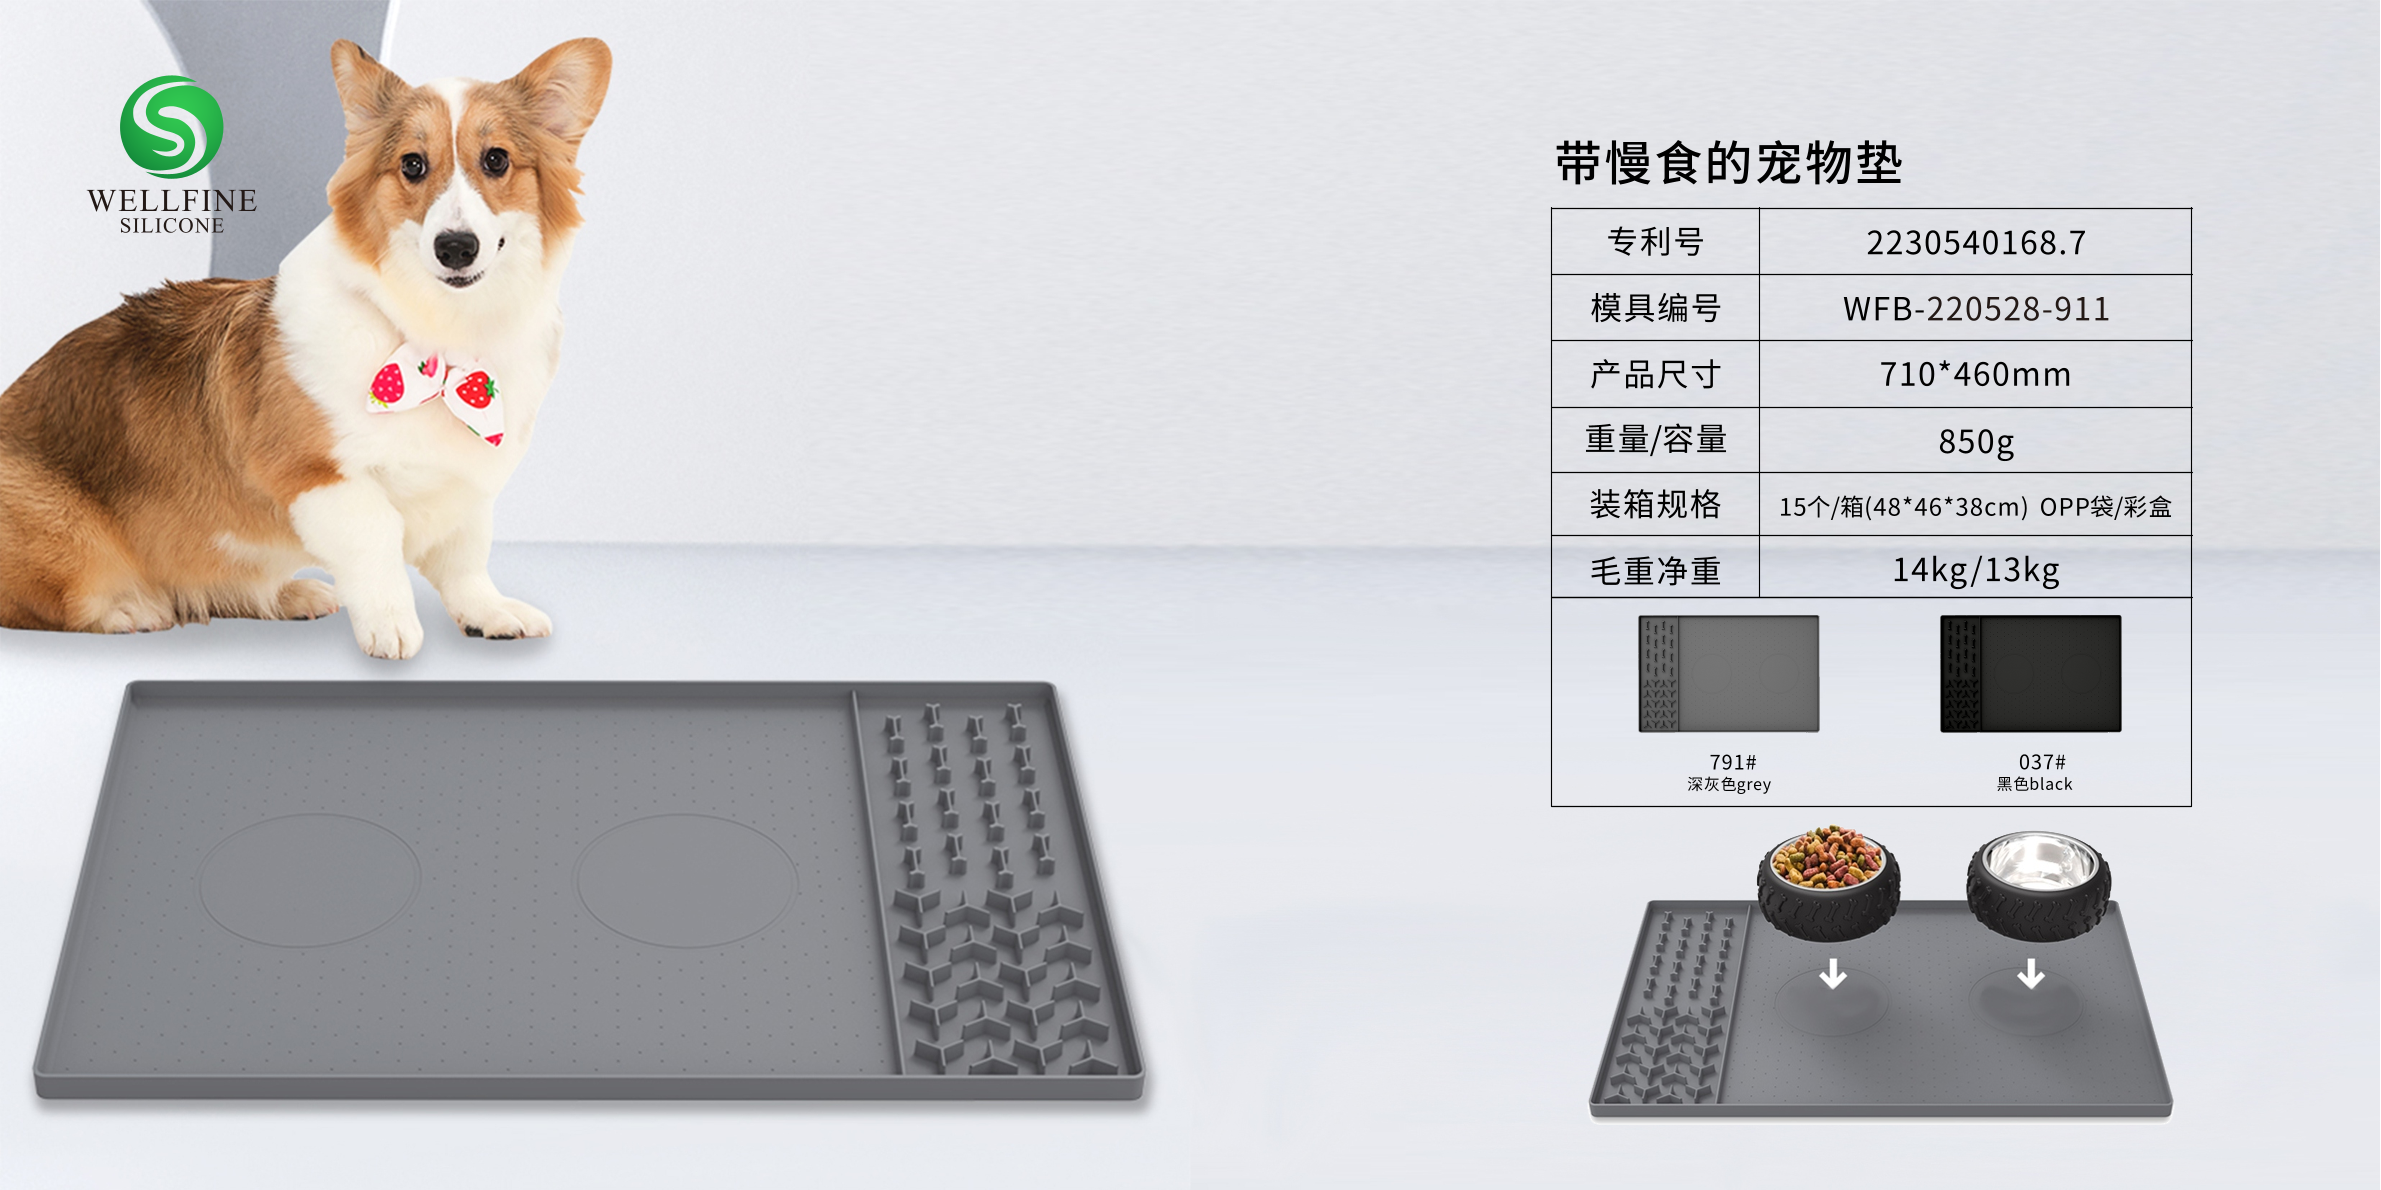 WELLFINE
SILICONE
带慢食的宠物垫
专利号 2230540168.7
模具编号 WFB-220528-911
产品尺寸 710*460mm
重量/容量 850g
装箱规格 15个/箱(48*46*38cm) OPP袋/彩盒
毛重净重 14kg/13kg
791# 037#
深灰色grey 黑色black